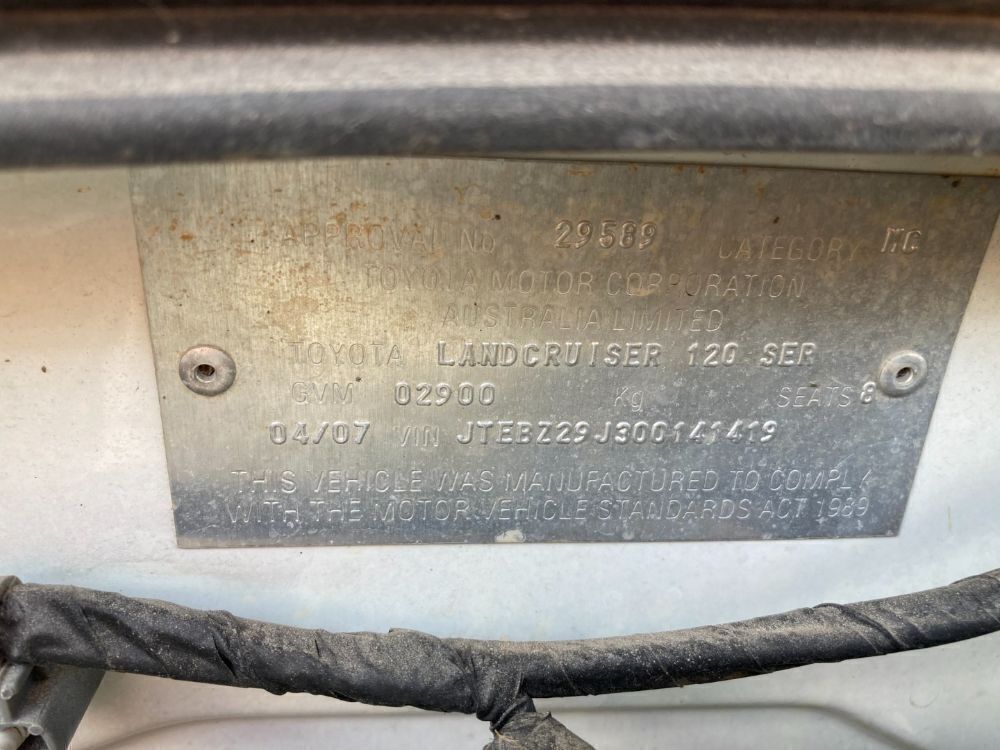 APPROVAL No 29589 CATEGORY MC
TOYOTA MOTOR CORPORATION
AUSTRALIA LIMITED
TOYOTA LANDCRUISER 120 SER
GVM 02900 Kg SEATS 8
04/07 VIN JTEBZ29J300141419
THIS VEHICLE WAS MANUFACTURED TO COMPLY
WITH THE MOTOR VEHICLE STANDARDS ACT 1989